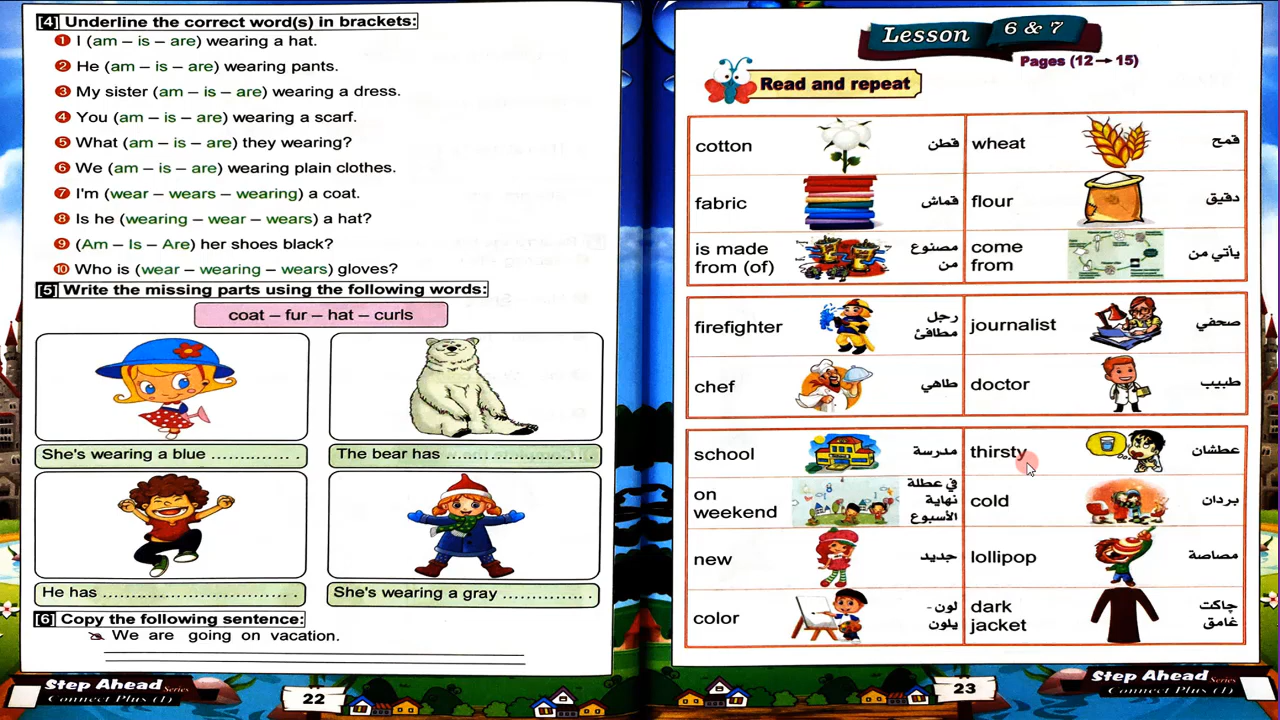 [4] Underline the correct word(s) in brackets:
1 I (am – is – are) wearing a hat.
2 He (am – is – are) wearing pants.
3 My sister (am – is – are) wearing a dress.
4 You (am – is – are) wearing a scarf.
5 What (am – is – are) they wearing?
6 We (am – is – are) wearing plain clothes.
7 I'm (wear – wears – wearing) a coat.
8 Is he (wearing – wear – wears) a hat?
9 (Am – Is – Are) her shoes black?
10 Who is (wear – wearing – wears) gloves?
[5] Write the missing parts using the following words:
coat – fur – hat – curls
She's wearing a blue ..............
The bear has ..........................
He has ................................
She's wearing a gray ...............
[6] Copy the following sentence:
We are going on vacation.
Step Ahead Series
Connect Plus (1)
22
Lesson 6 & 7
Pages (12 → 15)
Read and repeat
cotton قطن
wheat قمح
fabric قماش
flour دقيق
is made مصنوع
from (of) من
come
from يأتي من
firefighter رجل
مطافئ
journalist صحفي
chef طاهي
doctor طبيب
school مدرسة
thirsty عطشان
on في عطلة
weekend نهاية
الأسبوع
cold بردان
new جديد
lollipop مصاصة
color لون -
يلون
dark چاكت
jacket غامق
23
Step Ahead Series
Connect Plus (1)